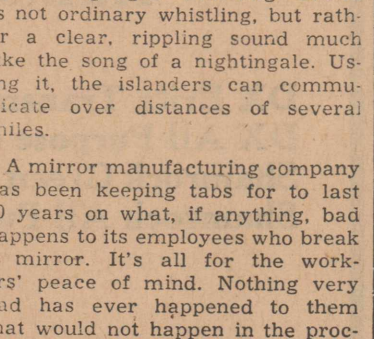 s not ordinary whistling, but rath-
r a clear, rippling sound much
ke the song of a nightingale. Us-
ng it, the islanders can commu-
icate over distances of several
niles.
A mirror manufacturing company
as been keeping tabs for to last
0 years on what, if anything, bad
appens to its employees who break
mirror. It's all for the work-
rs' peace of mind. Nothing very
ad has ever happened to them
hat would not happen in the proc-